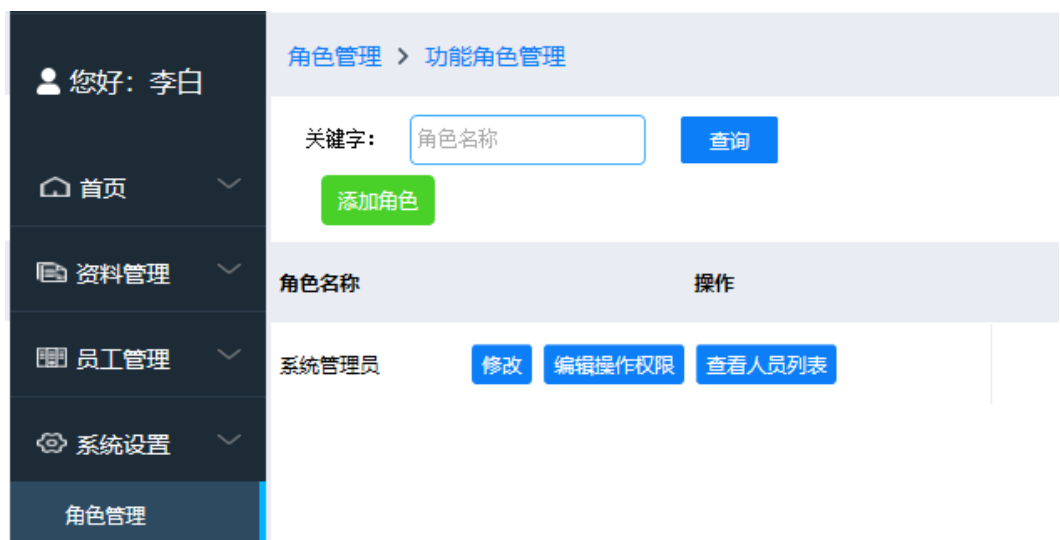 您好：李白
首页
资料管理
员工管理
系统设置
角色管理
角色管理 > 功能角色管理
关键字： 角色名称 查询
添加角色
角色名称 操作
系统管理员 修改 编辑操作权限 查看人员列表